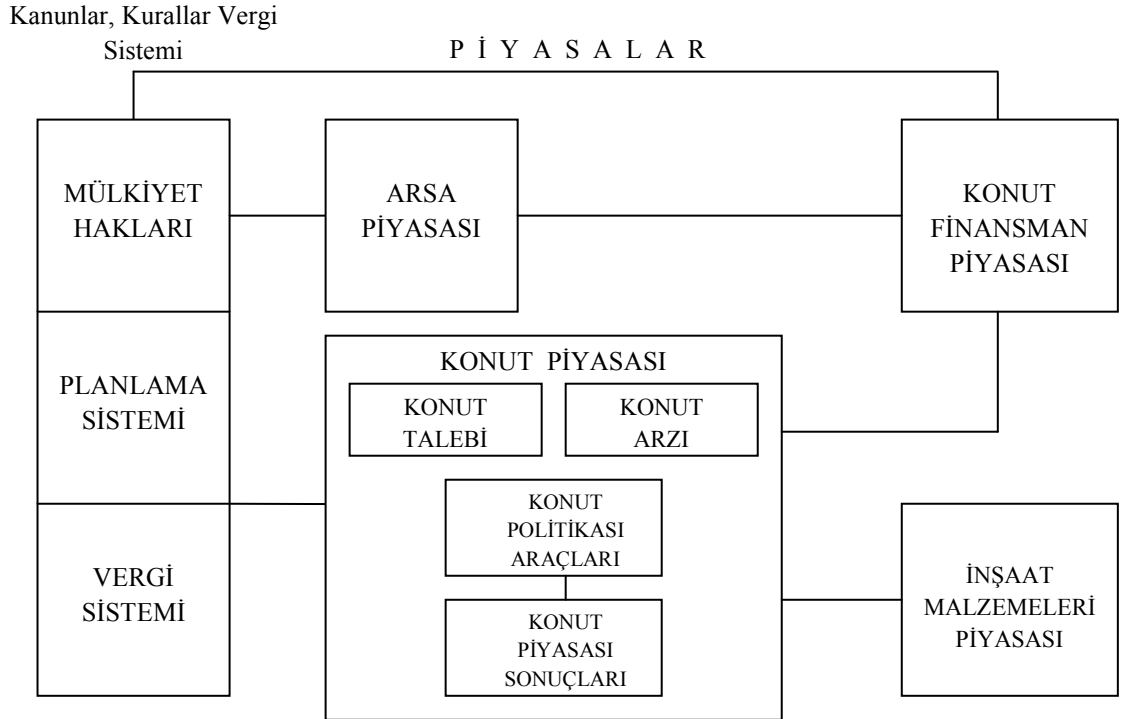 Kanunlar, Kurallar Vergi
Sistemi
P İ Y A S A L A R
MÜLKİYET
HAKLARI
ARSA
PİYASASI
KONUT
FİNANSMAN
PİYASASI
PLANLAMA
SİSTEMİ
KONUT PİYASASI
KONUT
TALEBİ
KONUT
ARZI
KONUT
POLİTİKASI
ARAÇLARI
VERGİ
SİSTEMİ
KONUT
PİYASASI
SONUÇLARI
İNŞAAT
MALZEMELERİ
PİYASASI